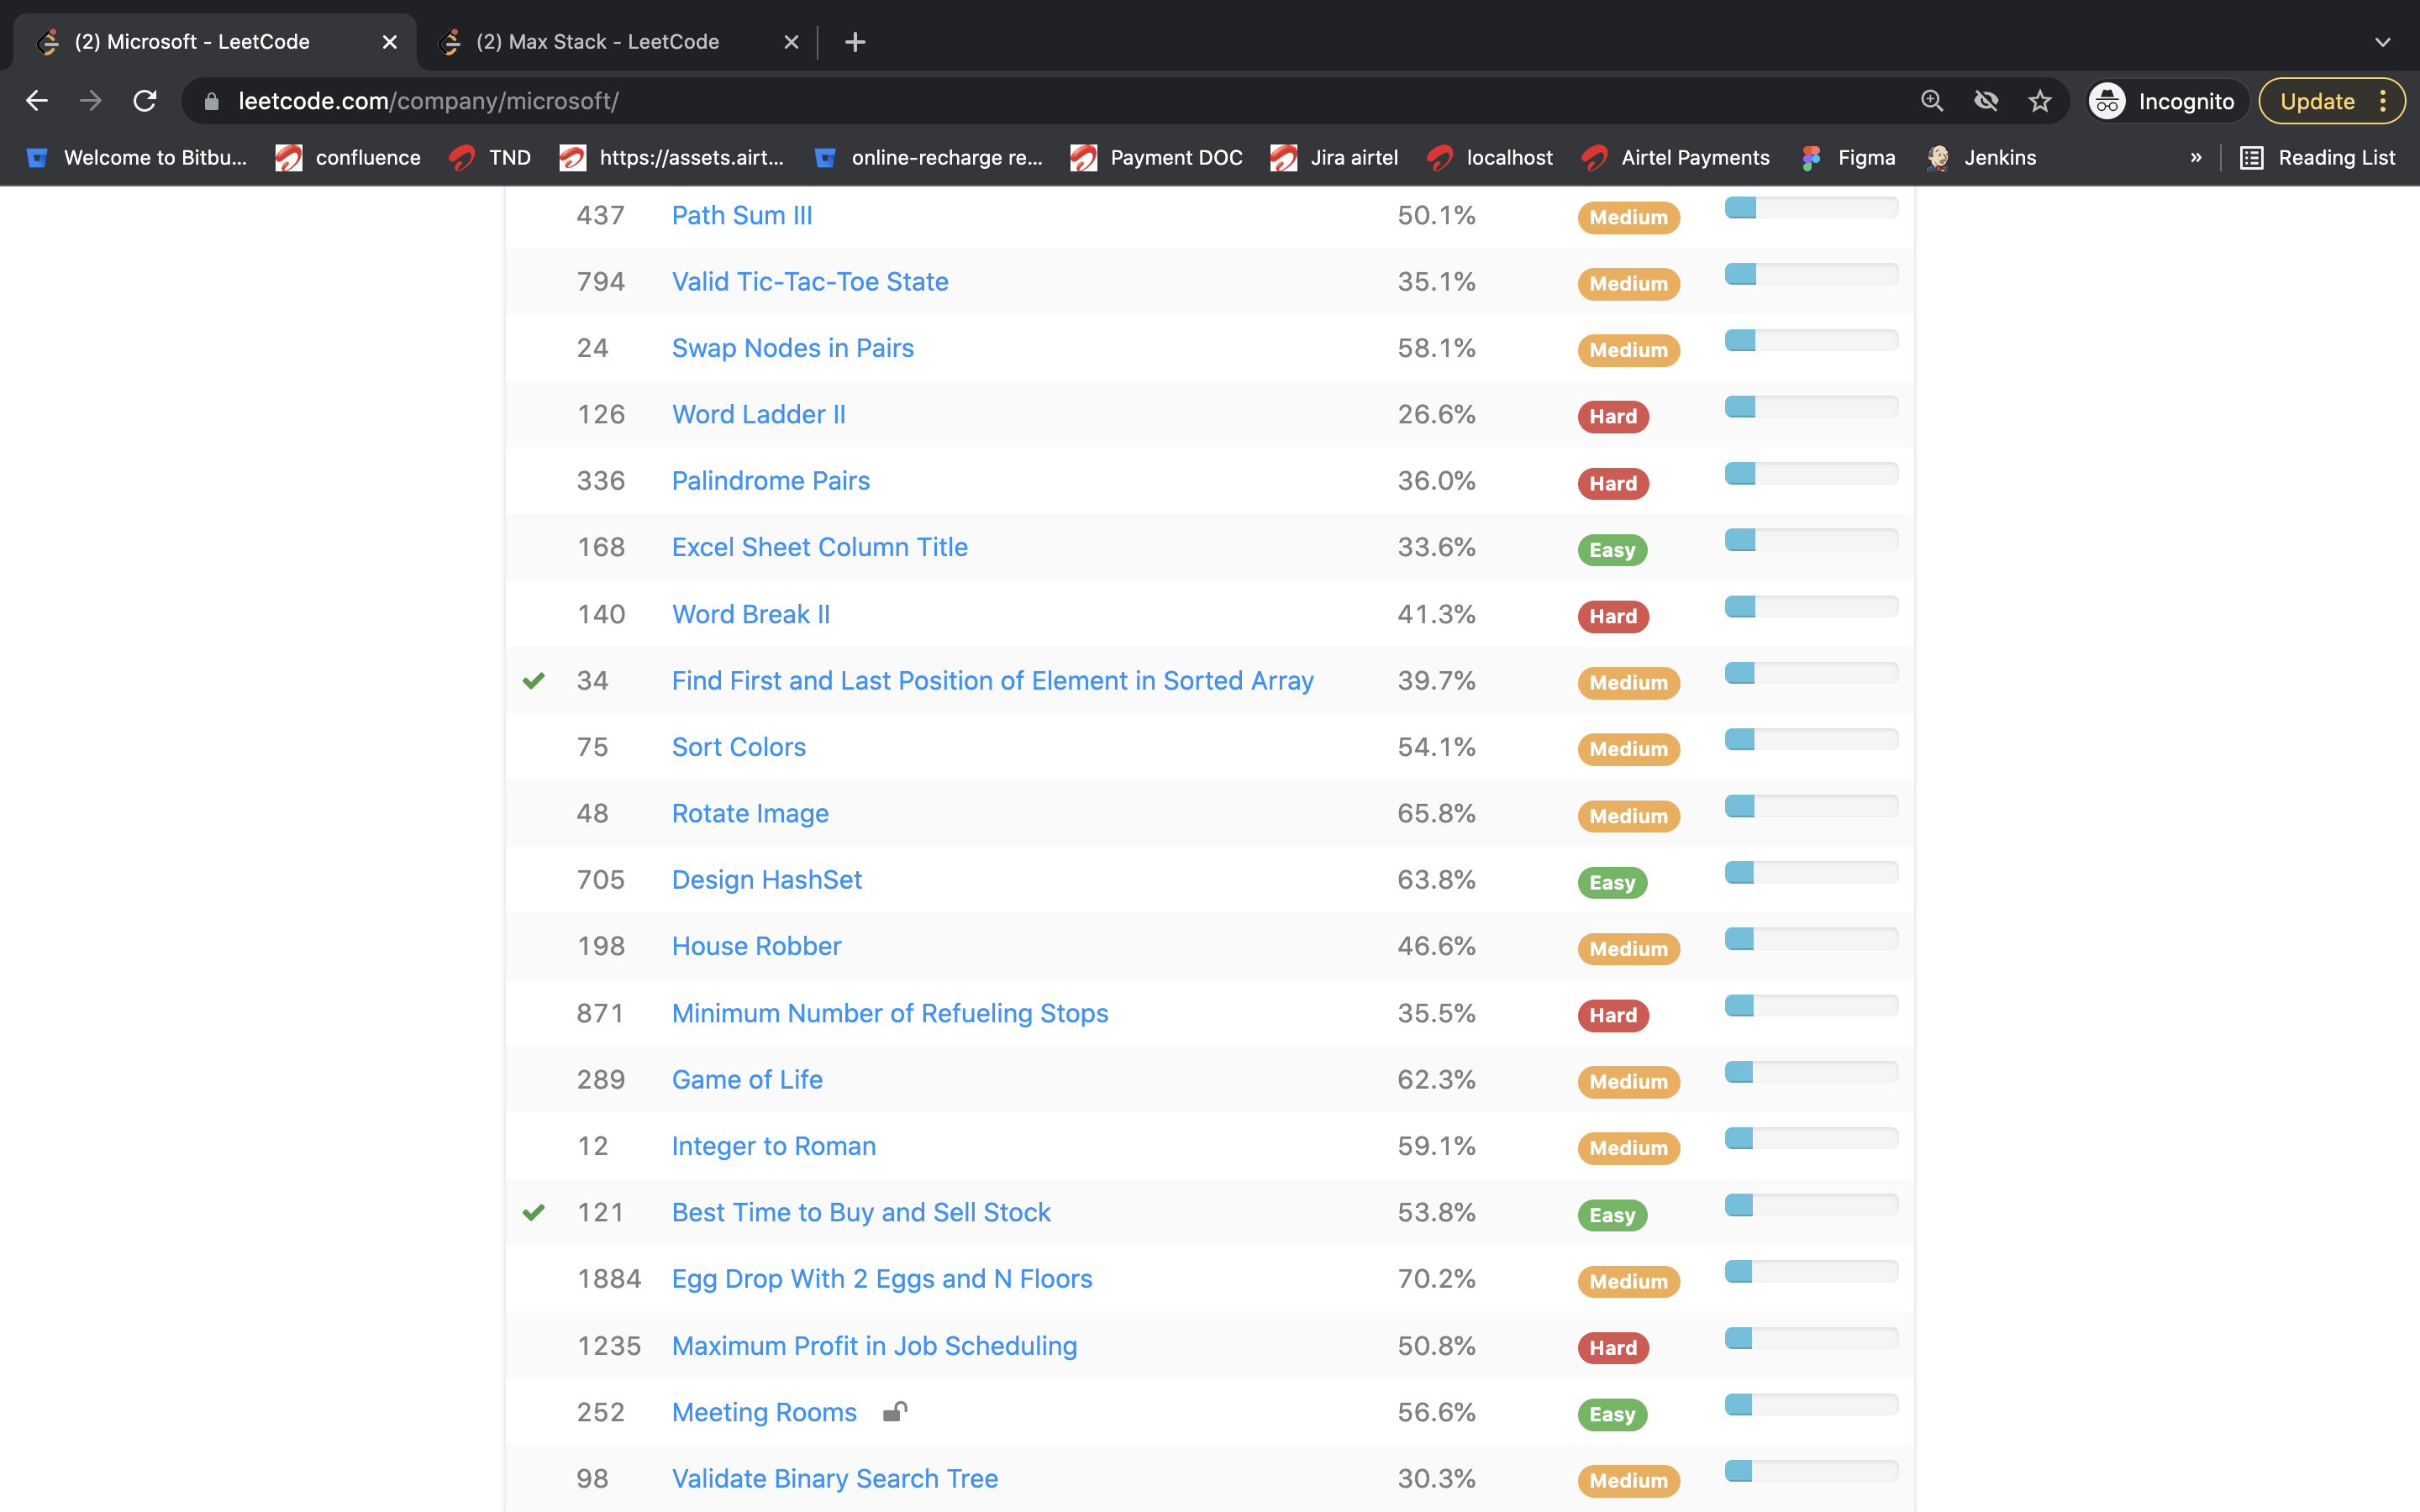 (2) Microsoft - LeetCode
(2) Max Stack - LeetCode
leetcode.com/company/microsoft/
Incognito
Update
Welcome to Bitbu...
confluence
TND
https://assets.airt...
online-recharge re...
Payment DOC
Jira airtel
localhost
Airtel Payments
Figma
Jenkins
»
Reading List
437 Path Sum III 50.1% Medium
794 Valid Tic-Tac-Toe State 35.1% Medium
24 Swap Nodes in Pairs 58.1% Medium
126 Word Ladder II 26.6% Hard
336 Palindrome Pairs 36.0% Hard
168 Excel Sheet Column Title 33.6% Easy
140 Word Break II 41.3% Hard
34 Find First and Last Position of Element in Sorted Array 39.7% Medium
75 Sort Colors 54.1% Medium
48 Rotate Image 65.8% Medium
705 Design HashSet 63.8% Easy
198 House Robber 46.6% Medium
871 Minimum Number of Refueling Stops 35.5% Hard
289 Game of Life 62.3% Medium
12 Integer to Roman 59.1% Medium
121 Best Time to Buy and Sell Stock 53.8% Easy
1884 Egg Drop With 2 Eggs and N Floors 70.2% Medium
1235 Maximum Profit in Job Scheduling 50.8% Hard
252 Meeting Rooms 56.6% Easy
98 Validate Binary Search Tree 30.3% Medium